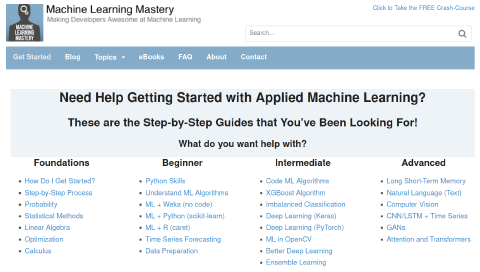 MACHINE
LEARNING
MASTERY
Machine Learning Mastery
Making Developers Awesome at Machine Learning
Click to Take the FREE Crash-Course
Search...
Get Started Blog Topics eBooks FAQ About Contact
Need Help Getting Started with Applied Machine Learning?
These are the Step-by-Step Guides that You've Been Looking For!
What do you want help with?
Foundations
How Do I Get Started?
Step-by-Step Process
Probability
Statistical Methods
Linear Algebra
Optimization
Calculus
Beginner
Python Skills
Understand ML Algorithms
ML + Weka (no code)
ML + Python (scikit-learn)
ML + R (caret)
Time Series Forecasting
Data Preparation
Intermediate
Code ML Algorithms
XGBoost Algorithm
Imbalanced Classification
Deep Learning (Keras)
Deep Learning (PyTorch)
ML in OpenCV
Better Deep Learning
Ensemble Learning
Advanced
Long Short-Term Memory
Natural Language (Text)
Computer Vision
CNN/LSTM + Time Series
GANs
Attention and Transformers